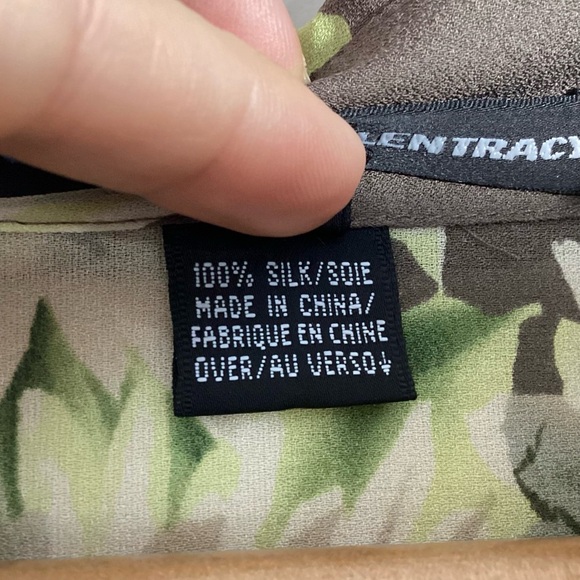 LEN TRACY
100% SILK/SOIE
MADE IN CHINA/
FABRIQUE EN CHINE
OVER/AU VERSO↓